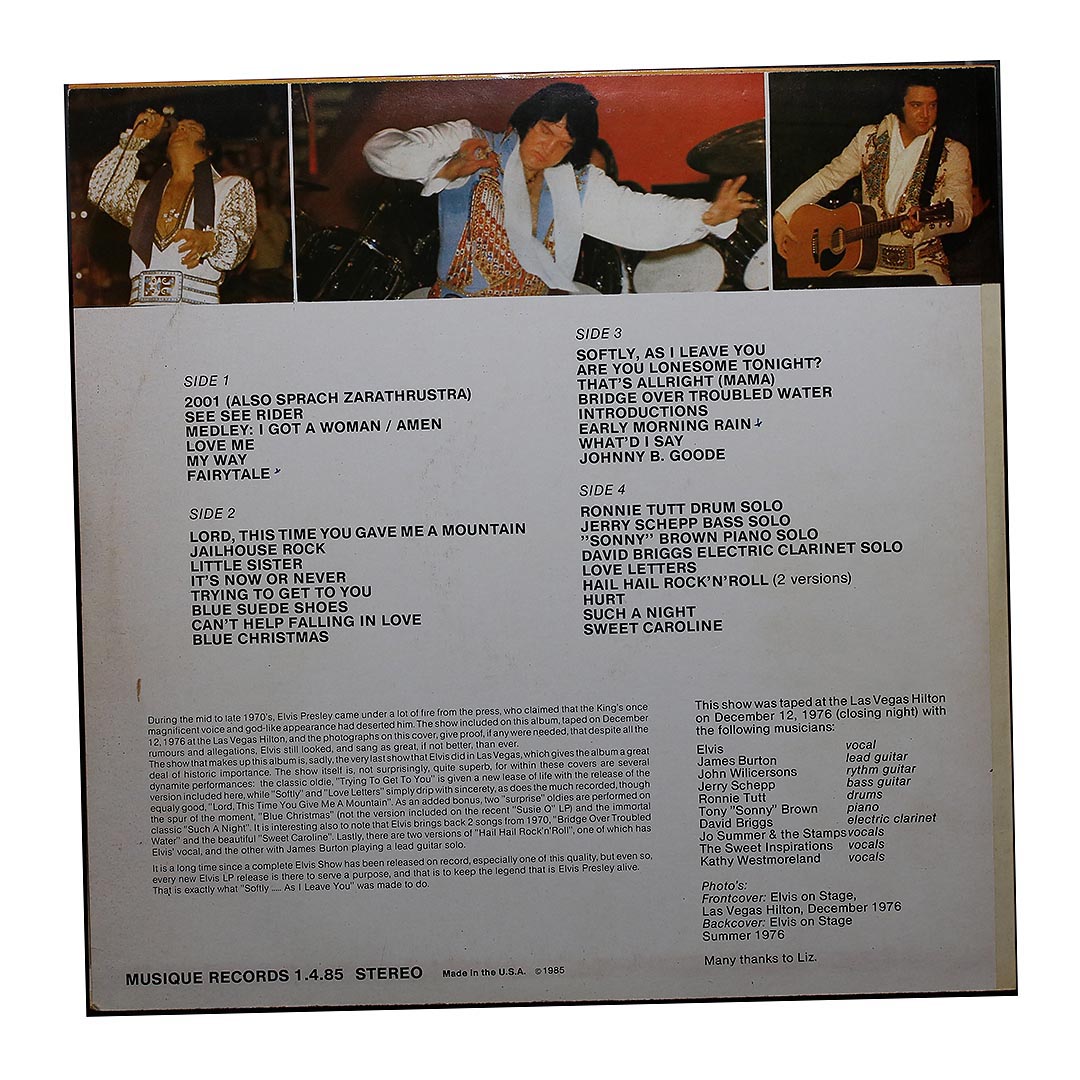 SIDE 1
2001 (ALSO SPRACH ZARATHRUSTRA)
SEE SEE RIDER
MEDLEY: I GOT A WOMAN / AMEN
LOVE ME
MY WAY
FAIRYTALE
SIDE 2
LORD, THIS TIME YOU GAVE ME A MOUNTAIN
JAILHOUSE ROCK
LITTLE SISTER
IT'S NOW OR NEVER
TRYING TO GET TO YOU
BLUE SUEDE SHOES
CAN'T HELP FALLING IN LOVE
BLUE CHRISTMAS
SIDE 3
SOFTLY, AS I LEAVE YOU
ARE YOU LONESOME TONIGHT?
THAT'S ALLRIGHT (MAMA)
BRIDGE OVER TROUBLED WATER
INTRODUCTIONS
EARLY MORNING RAIN
WHAT'D I SAY
JOHNNY B. GOODE
SIDE 4
RONNIE TUTT DRUM SOLO
JERRY SCHEPP BASS SOLO
"SONNY" BROWN PIANO SOLO
DAVID BRIGGS ELECTRIC CLARINET SOLO
LOVE LETTERS
HAIL HAIL ROCK'N'ROLL (2 versions)
HURT
SUCH A NIGHT
SWEET CAROLINE
During the mid to late 1970's, Elvis Presley came under a lot of fire from the press, who claimed that the King's once
magnificent voice and god-like appearance had deserted him. The show included on this album, taped on December
12, 1976 at the Las Vegas Hilton, and the photographs on this cover, give proof, if any were needed, that despite all the
rumours and allegations, Elvis still looked, and sang as great, if not better, than ever.
The show that makes up this album is, sadly, the very last show that Elvis did in Las Vegas, which gives the album a great
deal of historic importance. The show itself is, not surprisingly, quite superb, for within these covers are several
dynamite performances: the classic oldie, "Trying To Get To You" is given a new lease of life with the release of the
version included here, while "Softly" and "Love Letters" simply drip with sincerety, as does the much recorded, though
equally good, "Lord, This Time You Give Me A Mountain". As an added bonus, two "surprise" oldies are performed on
the spur of the moment, "Blue Christmas" (not the version included on the recent "Susie Q" LP) and the immortal
classic "Such A Night". It is interesting also to note that Elvis brings back 2 songs from 1970, "Bridge Over Troubled
Water" and the beautiful "Sweet Caroline". Lastly, there are two versions of "Hail Hail Rock'n'Roll", one of which has
Elvis' vocal, and the other with James Burton playing a lead guitar solo.
It is a long time since a complete Elvis Show has been released on record, especially one of this quality, but even so,
every new Elvis LP release is there to serve a purpose, and that is to keep the legend that is Elvis Presley alive.
That is exactly what "Softly ..... As I Leave You" was made to do.
This show was taped at the Las Vegas Hilton
on December 12, 1976 (closing night) with
the following musicians:
Elvis vocal
James Burton lead guitar
John Wilicersons rythm guitar
Jerry Schepp bass guitar
Ronnie Tutt drums
Tony "Sonny" Brown piano
David Briggs electric clarinet
Jo Summer & the Stamps vocals
The Sweet Inspirations vocals
Kathy Westmoreland vocals
Photo's:
Frontcover: Elvis on Stage,
Las Vegas Hilton, December 1976
Backcover: Elvis on Stage
Summer 1976
Many thanks to Liz.
MUSIQUE RECORDS 1.4.85 STEREO Made in the U.S.A. © 1985